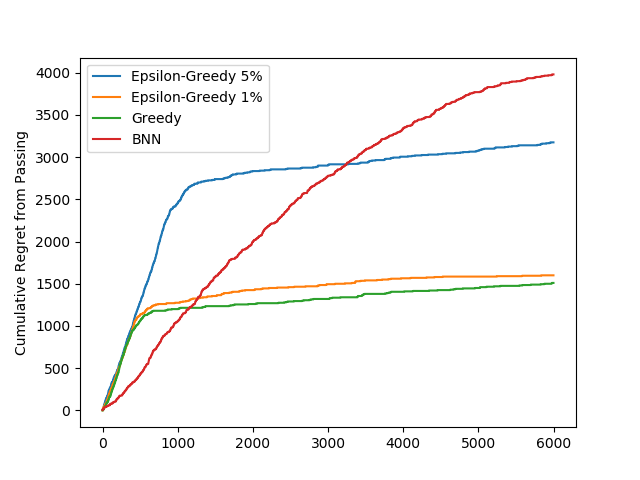 Epsilon-Greedy 5%
Epsilon-Greedy 1%
Greedy
BNN
Cumulative Regret from Passing
4000
3500
3000
2500
2000
1500
1000
500
0
0 1000 2000 3000 4000 5000 6000